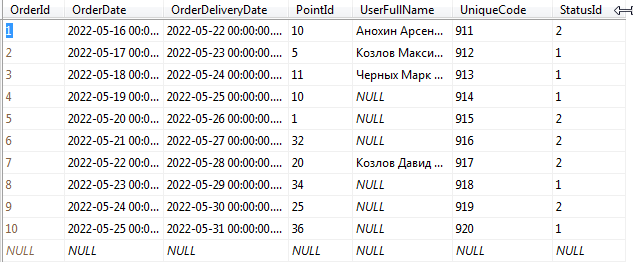 OrderId OrderDate OrderDeliveryDate PointId UserFullName UniqueCode StatusId
1 2022-05-16 00:0... 2022-05-22 00:00:00.... 10 Анохин Арсен... 911 2
2 2022-05-17 00:0... 2022-05-23 00:00:00.... 5 Козлов Макси... 912 1
3 2022-05-18 00:0... 2022-05-24 00:00:00.... 11 Черных Марк ... 913 1
4 2022-05-19 00:0... 2022-05-25 00:00:00.... 10 NULL 914 1
5 2022-05-20 00:0... 2022-05-26 00:00:00.... 1 NULL 915 2
6 2022-05-21 00:0... 2022-05-27 00:00:00.... 32 NULL 916 2
7 2022-05-22 00:0... 2022-05-28 00:00:00.... 20 Козлов Давид ... 917 2
8 2022-05-23 00:0... 2022-05-29 00:00:00.... 34 NULL 918 1
9 2022-05-24 00:0... 2022-05-30 00:00:00.... 25 NULL 919 2
10 2022-05-25 00:0... 2022-05-31 00:00:00.... 36 NULL 920 1
NULL NULL NULL NULL NULL NULL NULL